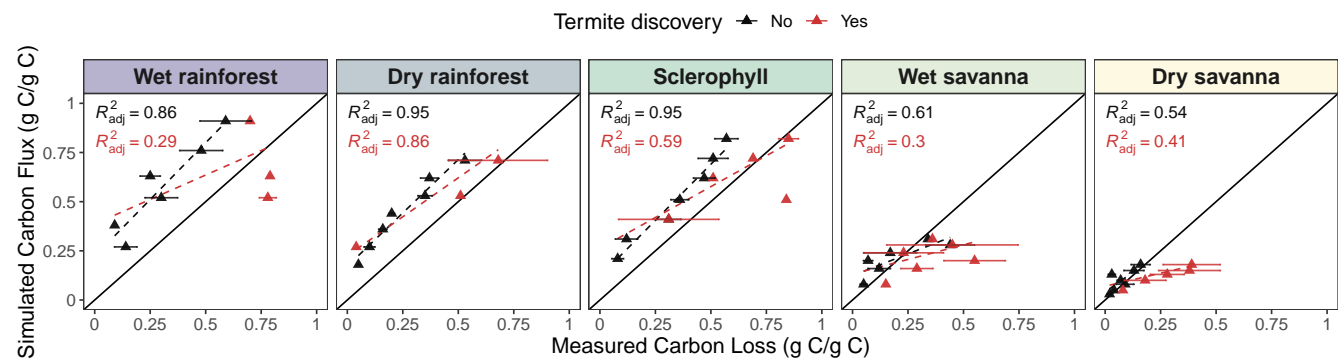 Termite discovery No Yes
Simulated Carbon Flux (g C/g C)
Wet rainforest Dry rainforest Sclerophyll Wet savanna Dry savanna
R²adj = 0.86 R²adj = 0.95 R²adj = 0.95 R²adj = 0.61 R²adj = 0.54
R²adj = 0.29 R²adj = 0.86 R²adj = 0.59 R²adj = 0.3 R²adj = 0.41
1
0.75
0.5
0.25
0
0 0.25 0.5 0.75 1 0 0.25 0.5 0.75 1 0 0.25 0.5 0.75 1 0 0.25 0.5 0.75 1 0 0.25 0.5 0.75 1
Measured Carbon Loss (g C/g C)